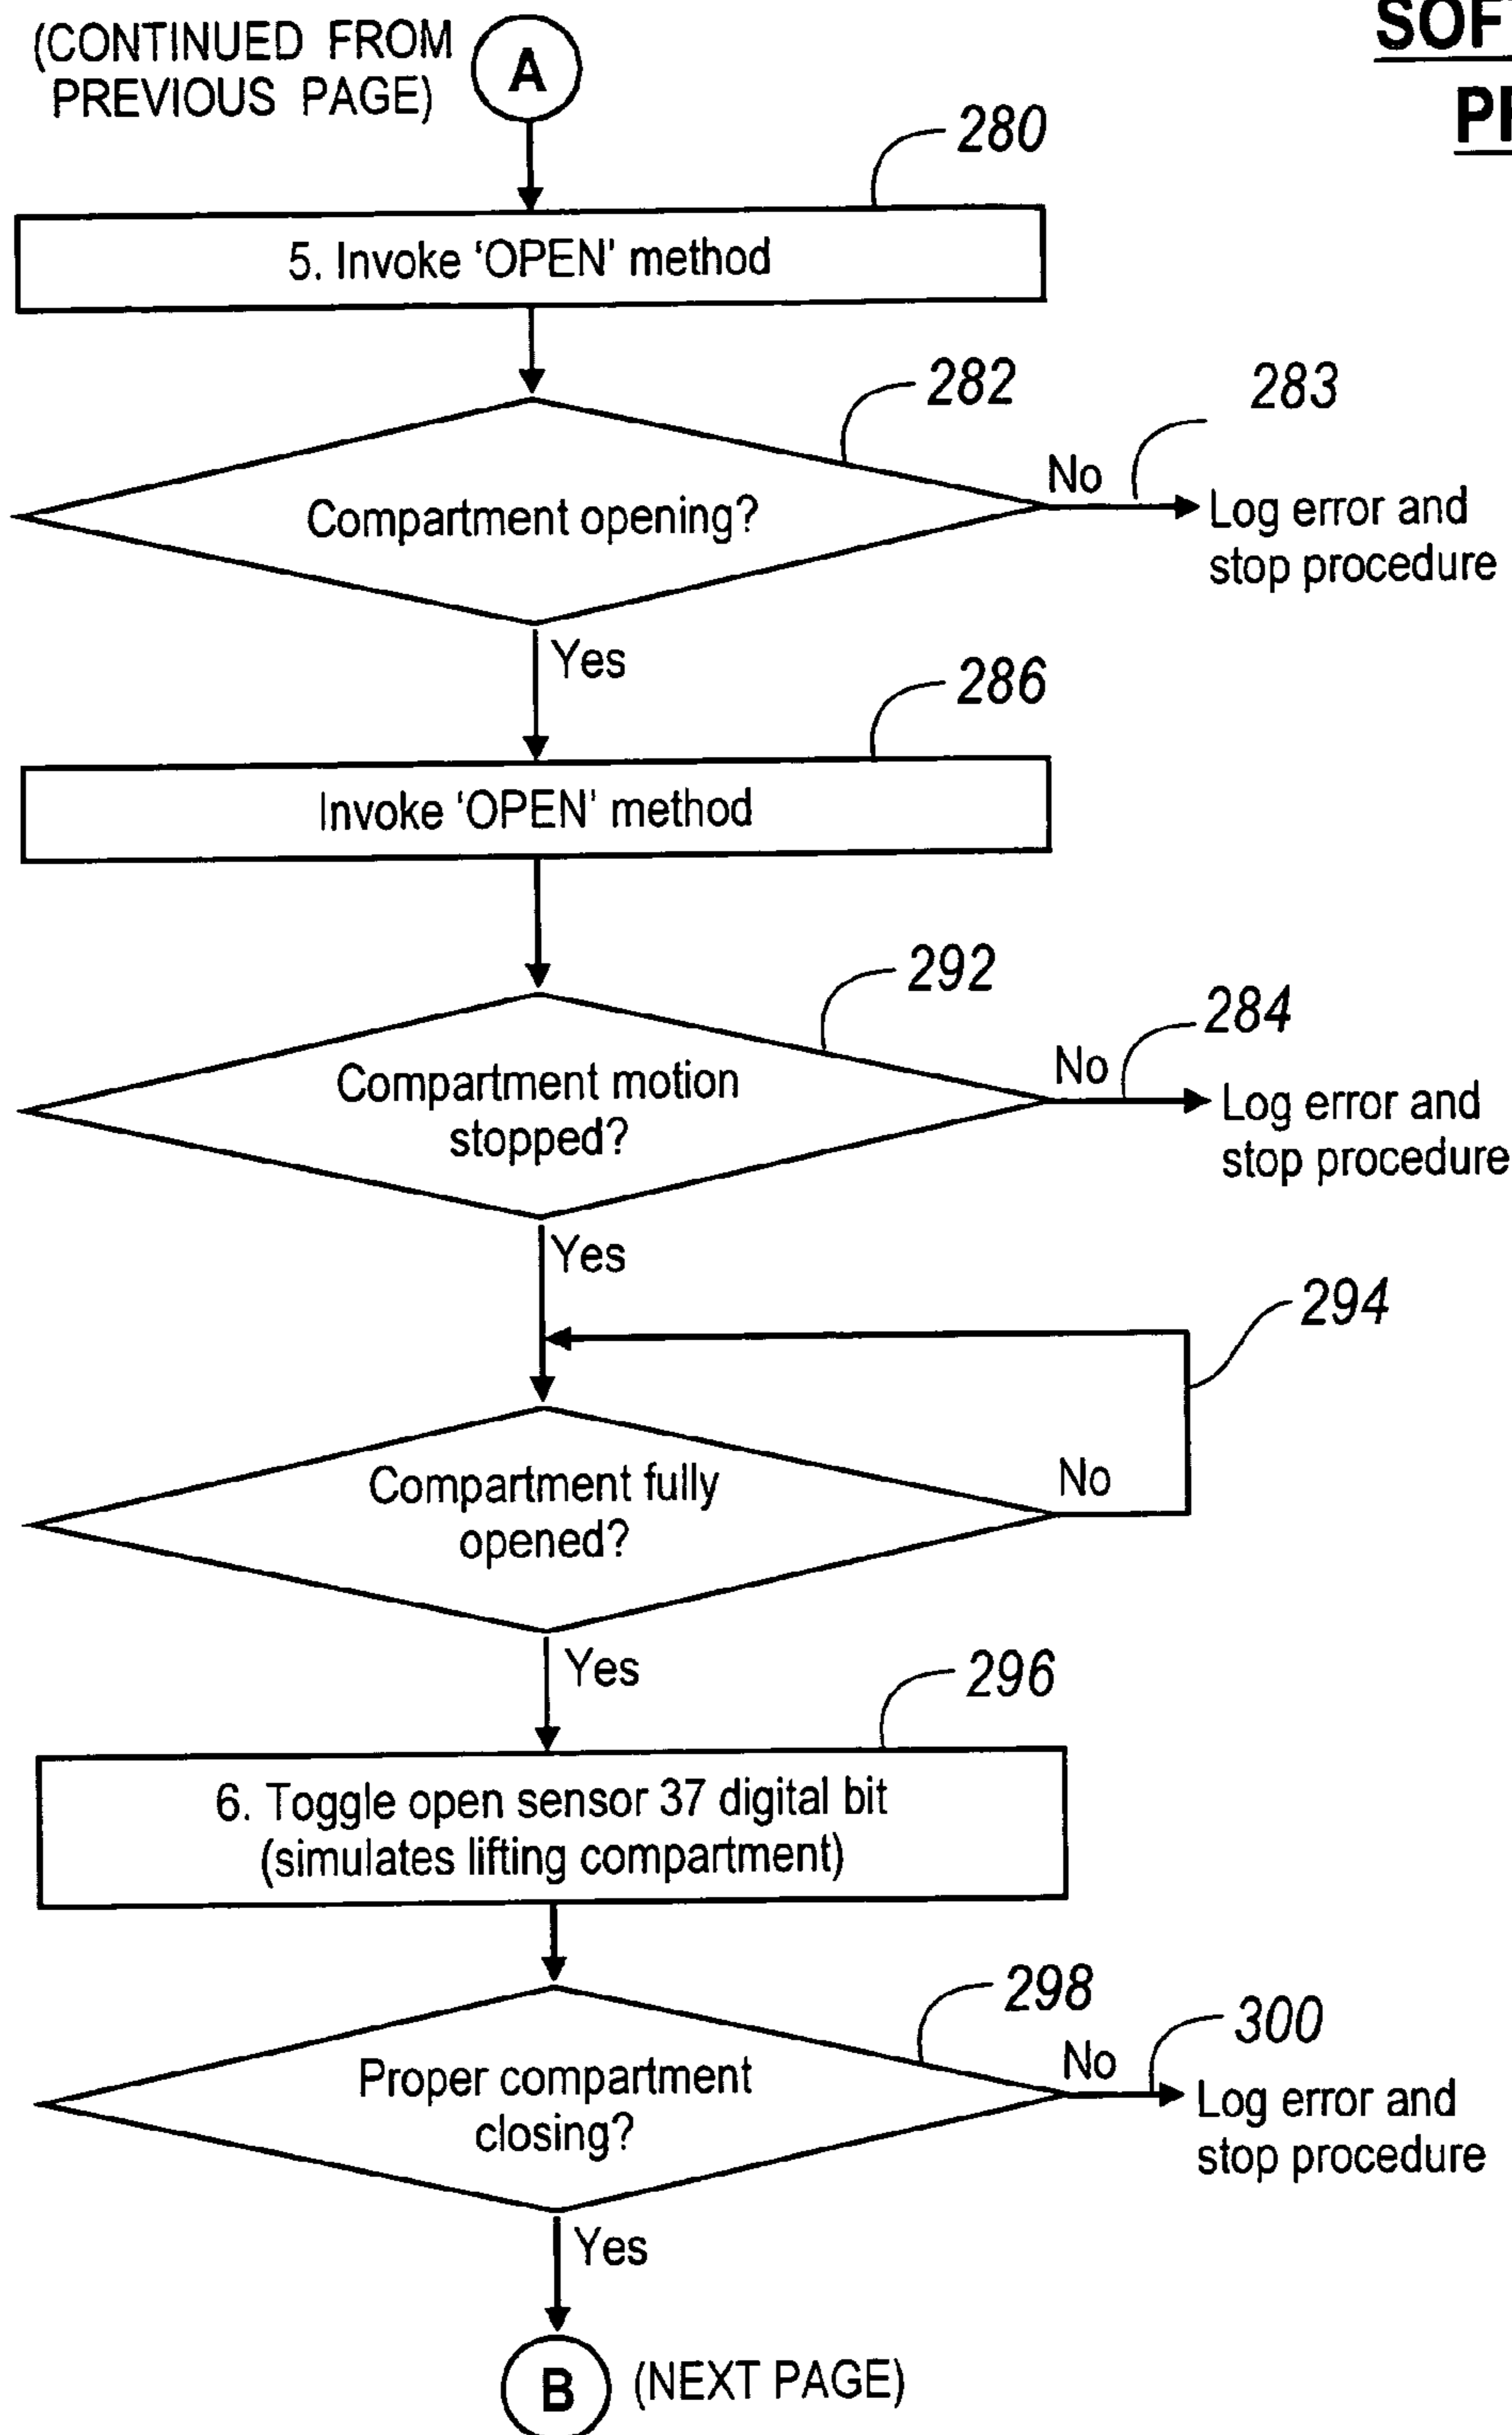 (CONTINUED FROM
PREVIOUS PAGE)
A
280
5. Invoke ‘OPEN’ method
282
283
Compartment opening?
No
Log error and
stop procedure
Yes
286
Invoke ‘OPEN’ method
292
284
Compartment motion
stopped?
No
Log error and
stop procedure
Yes
294
Compartment fully
opened?
No
Yes
296
6. Toggle open sensor 37 digital bit
(simulates lifting compartment)
298
300
Proper compartment
closing?
No
Log error and
stop procedure
Yes
B
(NEXT PAGE)